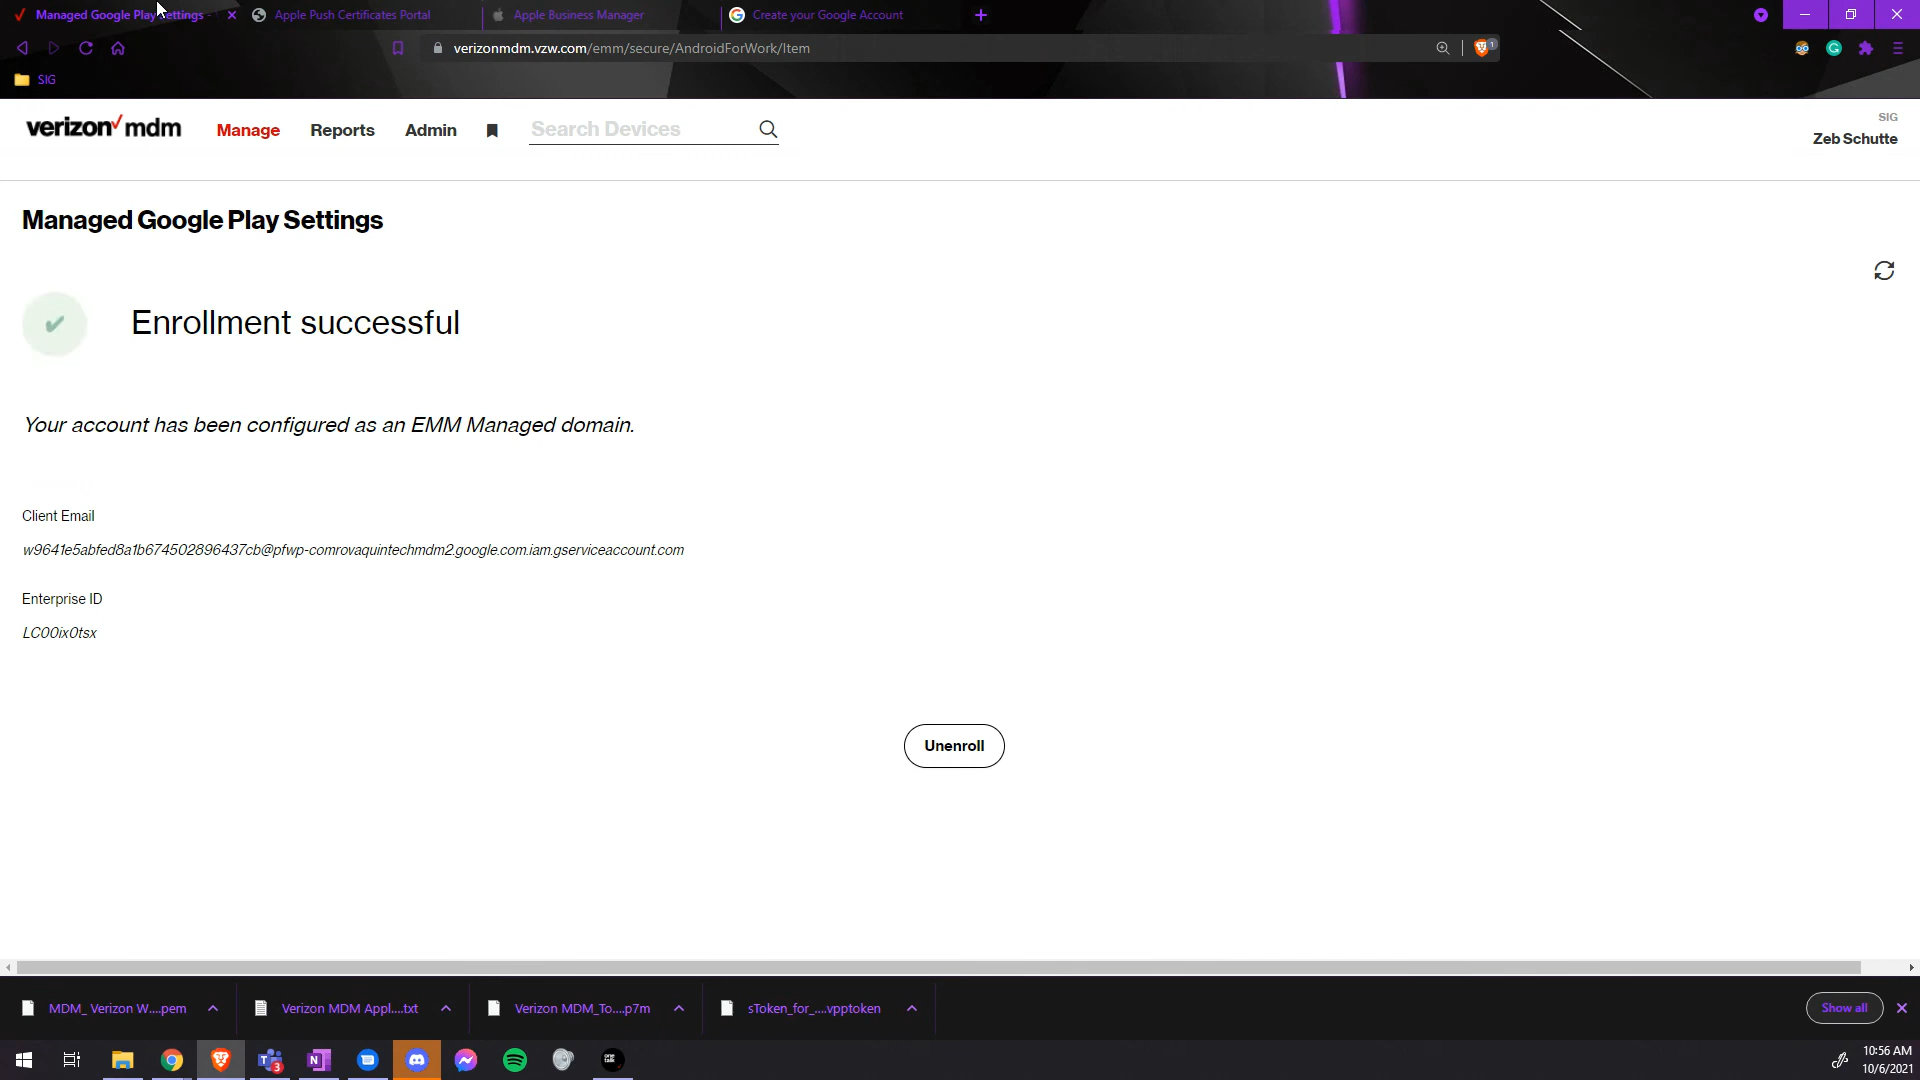 Managed Google Play Settings
Apple Push Certificates Portal
Apple Business Manager
Create your Google Account
verizonmdm.vzw.com/emm/secure/AndroidForWork/Item
1
SIG
verizon mdm
Manage
Reports
Admin
Search Devices
SIG
Zeb Schutte
Managed Google Play Settings
Enrollment successful
Your account has been configured as an EMM Managed domain.
Client Email
w9641e5abfed8a1b674502896437cb@pfwp-comrovaquintechmdm2.google.com.iam.gserviceaccount.com
Enterprise ID
LC00ix0tsx
Unenroll
MDM_ Verizon W....pem
Verizon MDM Appl....txt
Verizon MDM_To....p7m
sToken_for_....vpptoken
Show all
3
one
talk
10:56 AM
10/6/2021